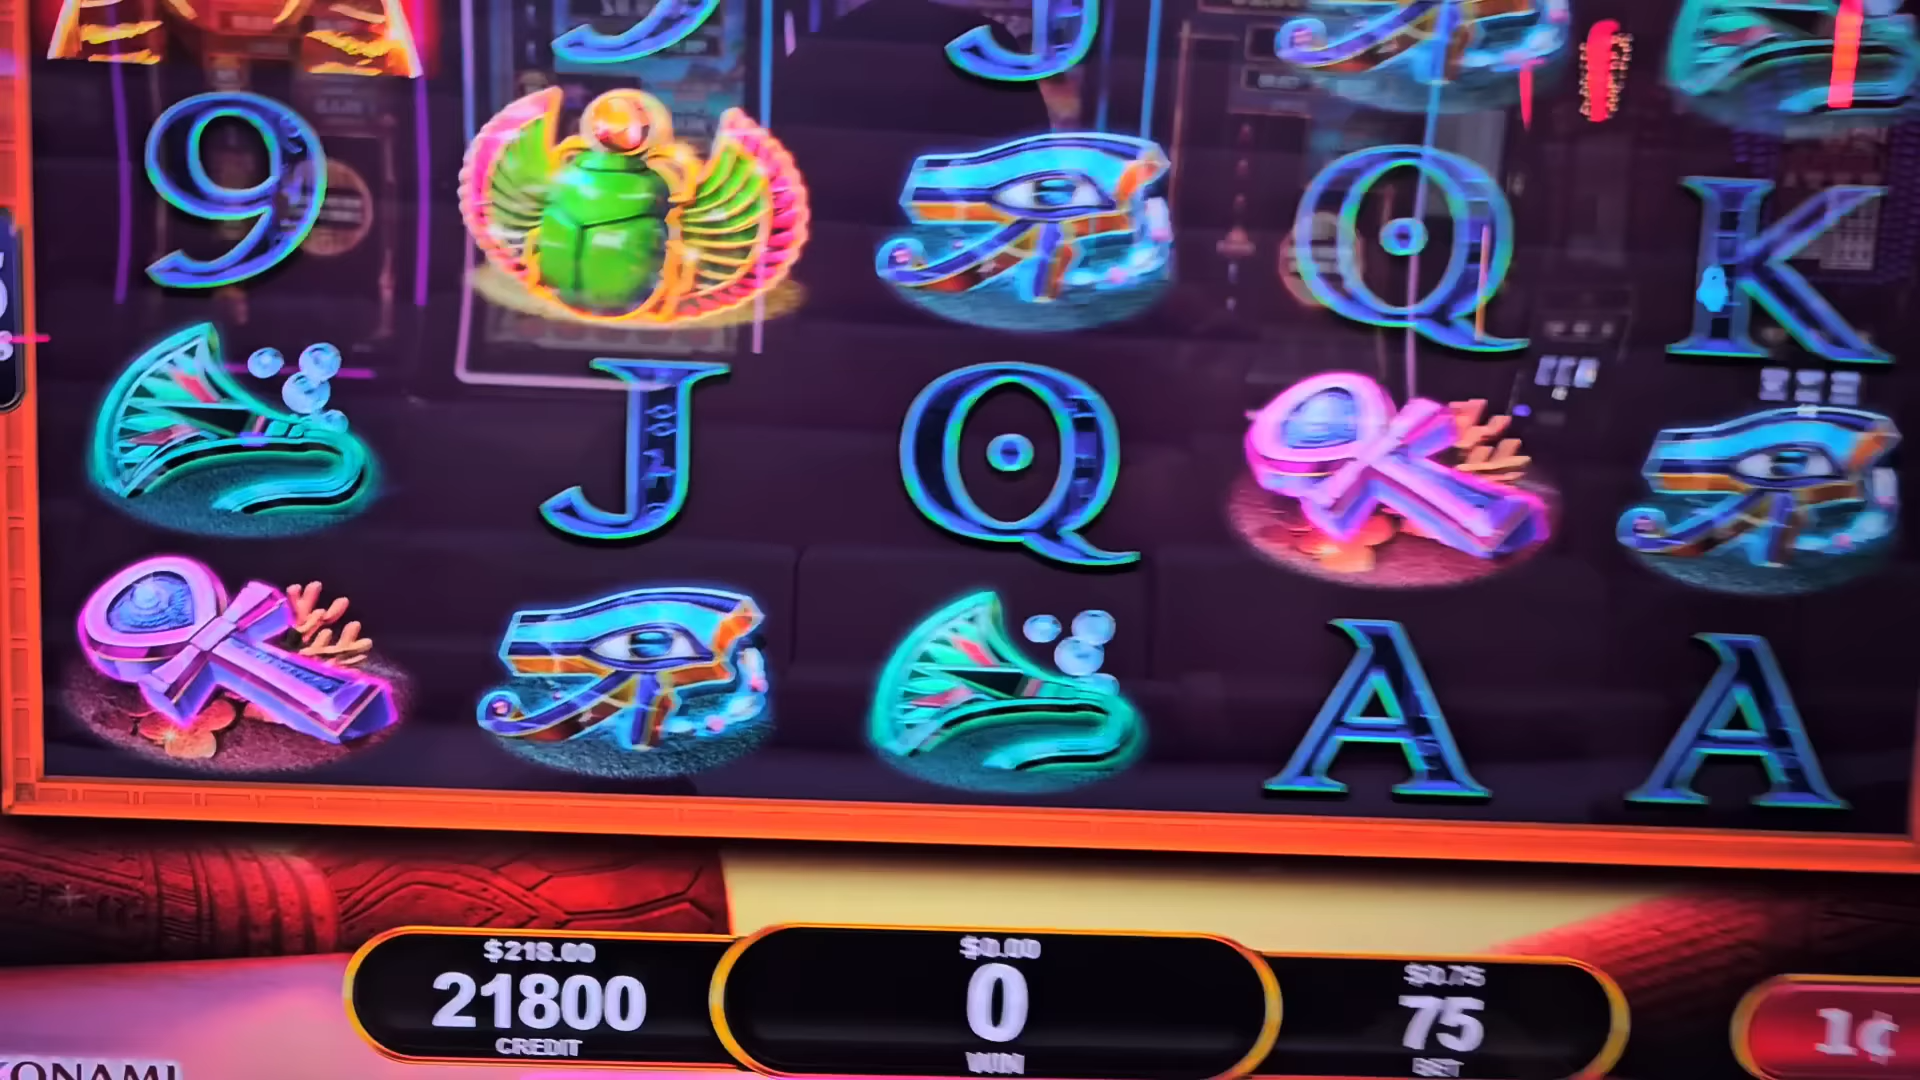 J
9
Q
K
J
Q
A
A
$218.00
21800
CREDIT
$0.00
0
WIN
$0.75
75
BET
1¢
KONAMI